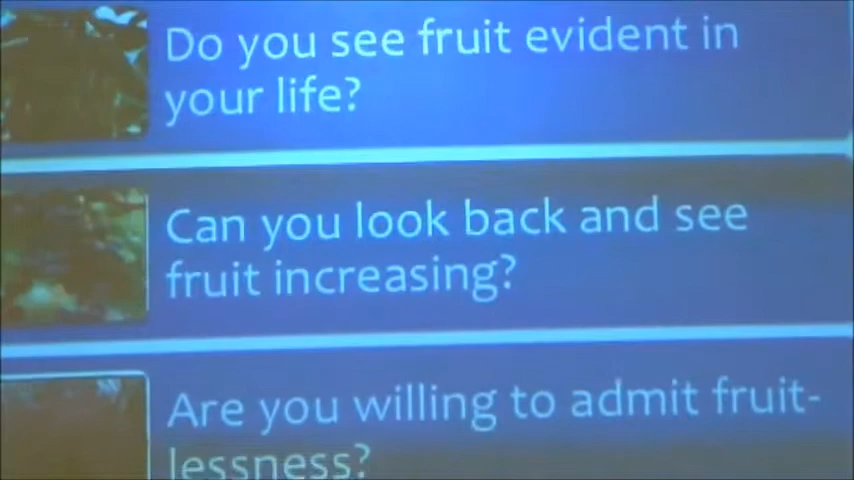 Do you see fruit evident in
your life?
Can you look back and see
fruit increasing?
Are you willing to admit fruit-
lessness?